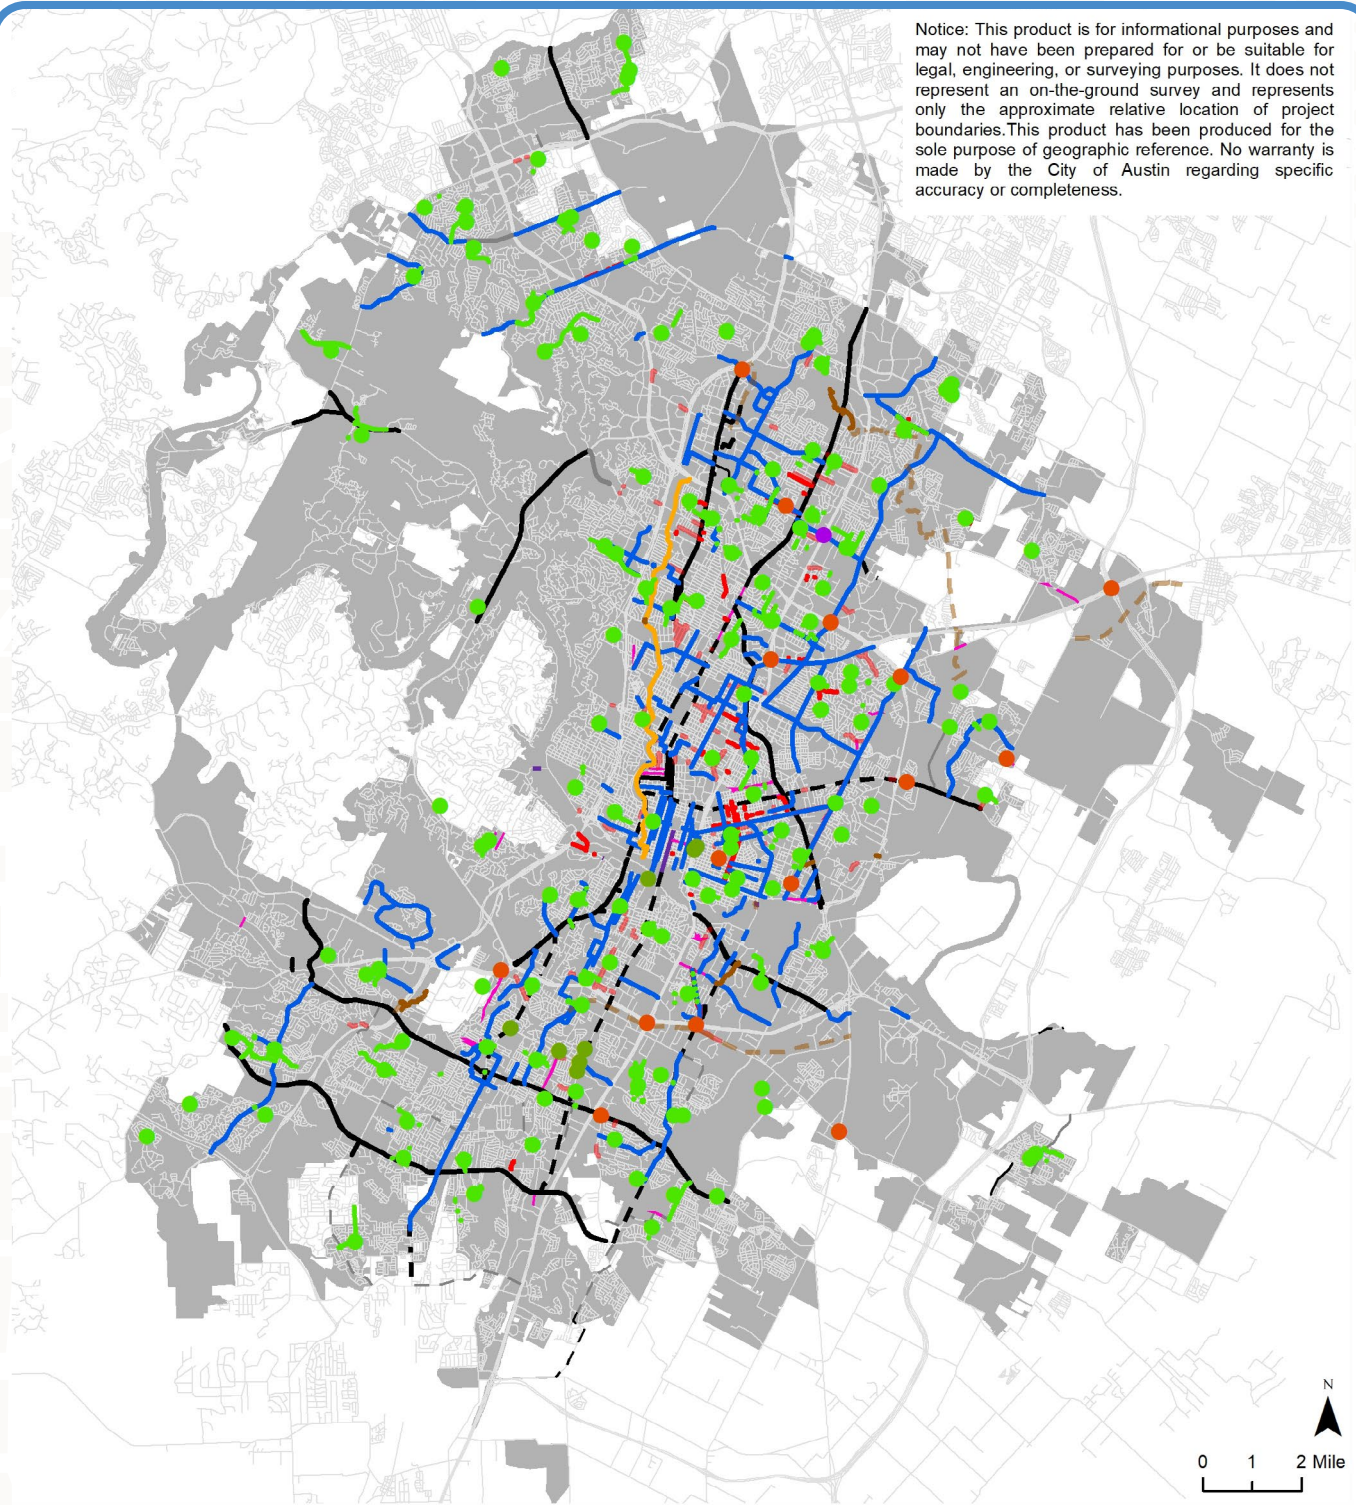 Notice: This product is for informational purposes and
may not have been prepared for or be suitable for
legal, engineering, or surveying purposes. It does not
represent an on-the-ground survey and represents
only the approximate relative location of project
boundaries.This product has been produced for the
sole purpose of geographic reference. No warranty is
made by the City of Austin regarding specific
accuracy or completeness.
N
0 1 2 Mile